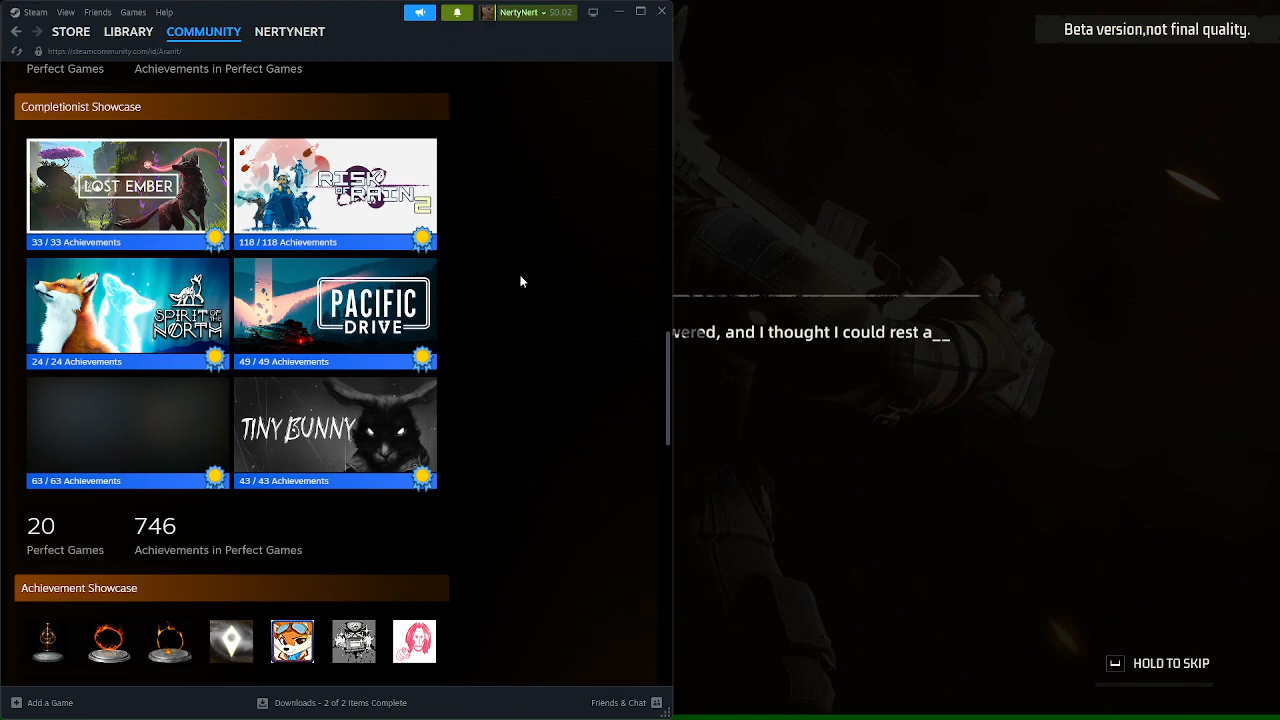 Steam View Friends Games Help
NertyNert $0.02
STORE LIBRARY COMMUNITY NERTYNERT
https://steamcommunity.com/id/Aranit/
Perfect Games Achievements in Perfect Games
Completionist Showcase
LOST EMBER
RISK OF RAIN 2
33 / 33 Achievements
118 / 118 Achievements
SPIRIT OF THE NORTH
PACIFIC DRIVE
24 / 24 Achievements
49 / 49 Achievements
TINY BUNNY
63 / 63 Achievements
43 / 43 Achievements
20 746
Perfect Games Achievements in Perfect Games
Achievement Showcase
Add a Game
Downloads - 2 of 2 Items Complete
Friends & Chat
Beta version,not final quality.
vered, and I thought I could rest a__
HOLD TO SKIP